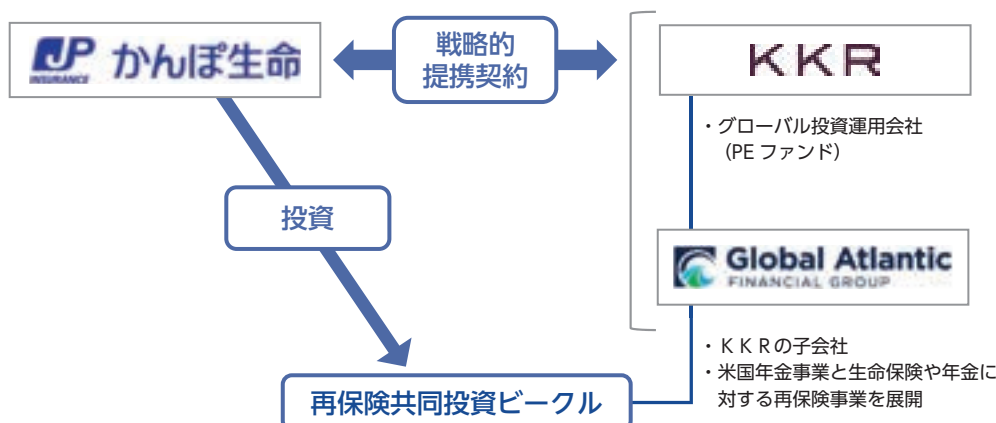 JP
INSURANCE
かんぽ生命
戦略的
提携契約
KKR
・グローバル投資運用会社
（PE ファンド）
投資
Global Atlantic
FINANCIAL GROUP
・ＫＫＲの子会社
・米国年金事業と生命保険や年金に
対する再保険事業を展開
再保険共同投資ビークル